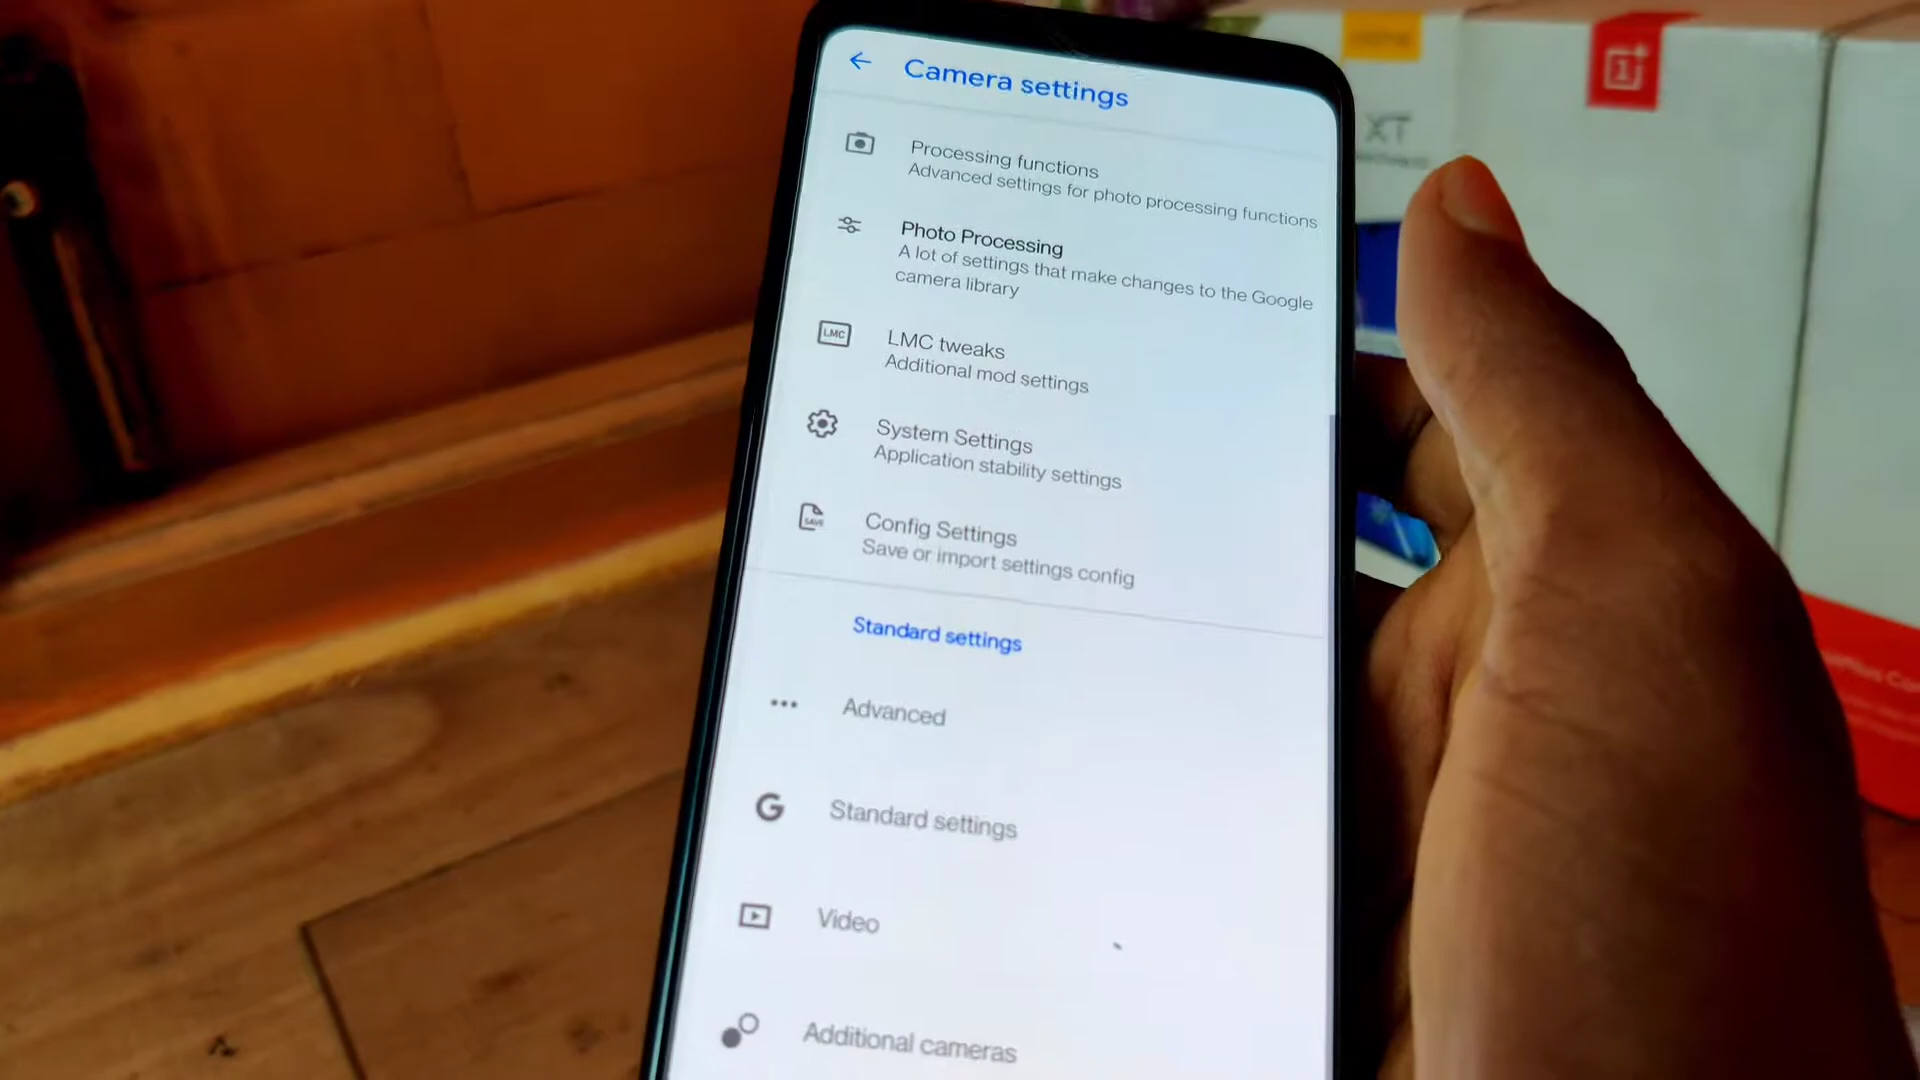 Camera settings
Processing functions
Advanced settings for photo processing functions
Photo Processing
A lot of settings that make changes to the Google
camera library
LMC
LMC tweaks
Additional mod settings
System Settings
Application stability settings
SAVE
Config Settings
Save or import settings config
Standard settings
Advanced
G
Standard settings
Video
Additional cameras
XT
1+